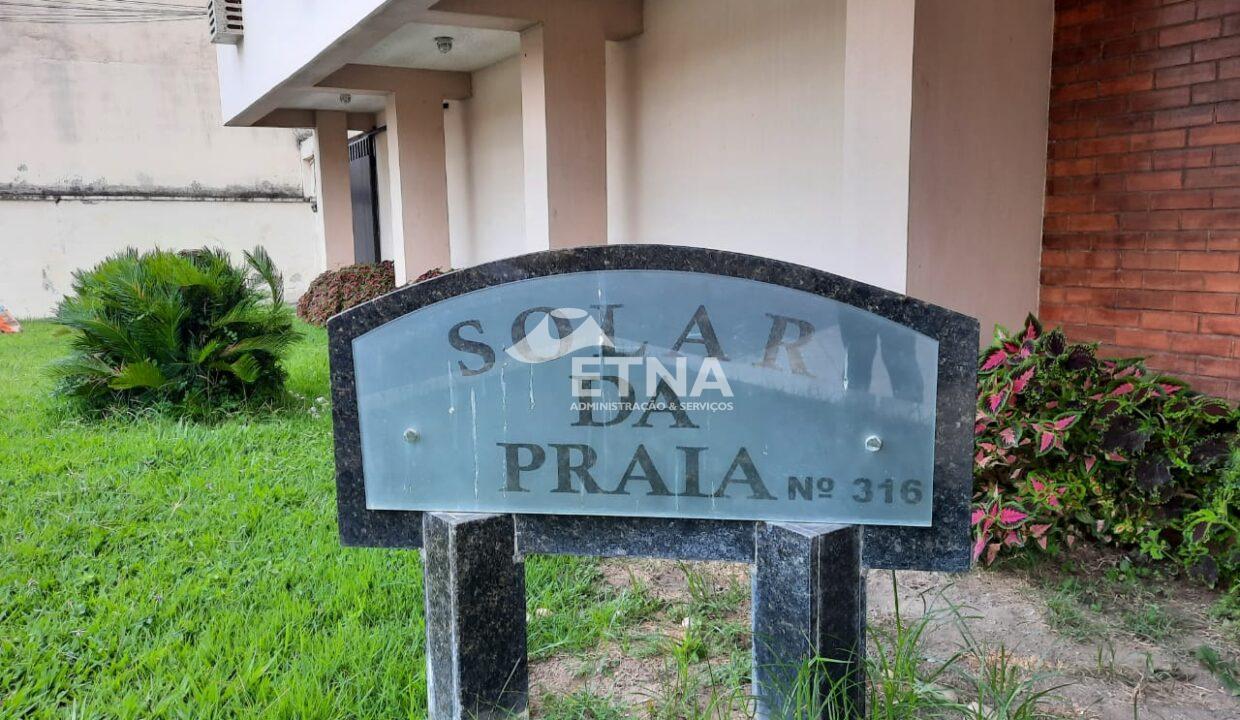 SOLAR
ETNA
ADMINISTRAÇÃO & SERVIÇOS
DA
PRAIA Nº 316